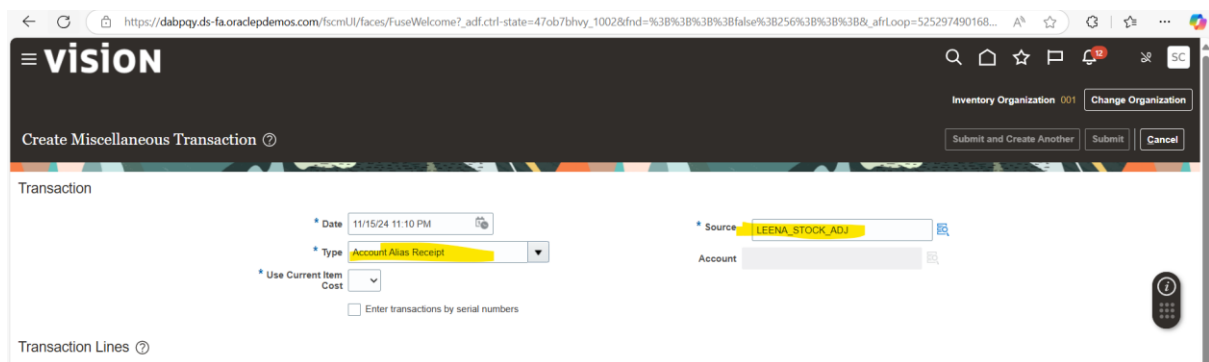 https://dabpqy.ds-fa.oraclepdemos.com/fscmUI/faces/FuseWelcome?_adf.ctrl-state=47ob7bhvy_1002&fnd=%3B%3B%3B%3Bfalse%3B256%3B%3B%3B&_afrLoop=525297490168...
vision
12
SC
Inventory Organization 001 Change Organization
Create Miscellaneous Transaction
Submit and Create Another Submit Cancel
Transaction
* Date 11/15/24 11:10 PM
* Source LEENA_STOCK_ADJ
* Type Account Alias Receipt
Account
* Use Current Item Cost
Enter transactions by serial numbers
Transaction Lines